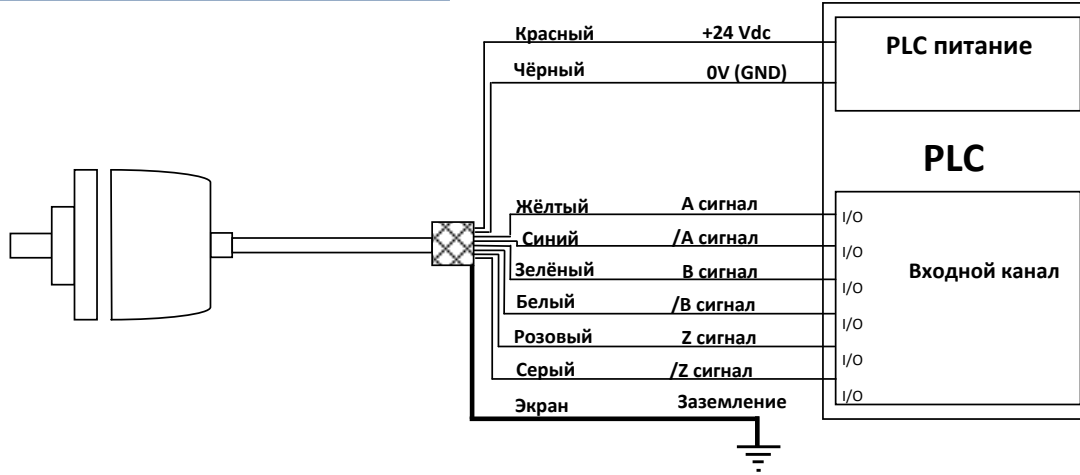 Красный +24 Vdc
PLC питание
Чёрный 0V (GND)
PLC
Жёлтый A сигнал
I/O
Синий /A сигнал
I/O
Зелёный B сигнал
Входной канал
I/O
Белый /B сигнал
I/O
Розовый Z сигнал
I/O
Серый /Z сигнал
I/O
Экран Заземление